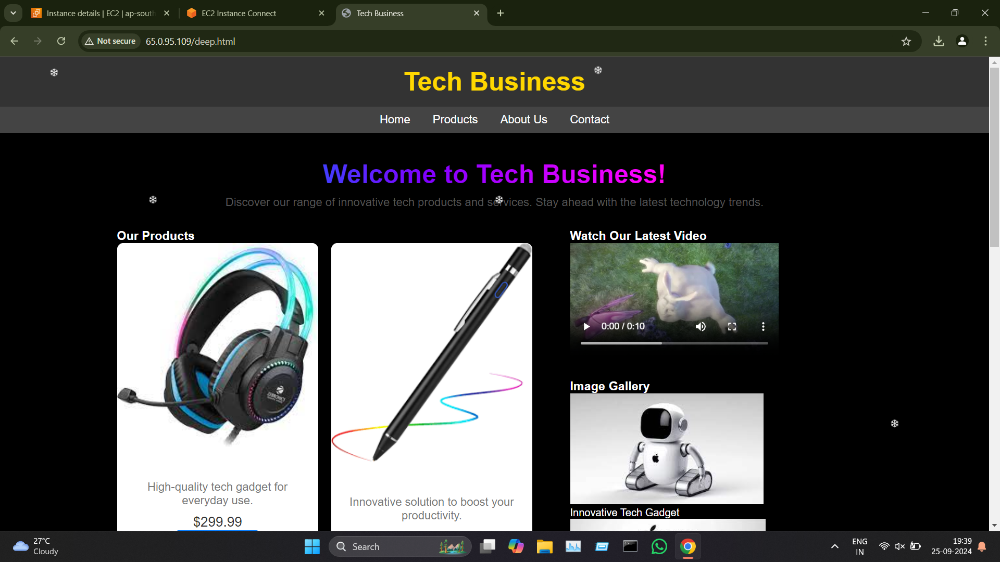 Instance details | EC2 | ap-south
EC2 Instance Connect
Tech Business
Not secure
65.0.95.109/deep.html
Tech Business
Home
Products
About Us
Contact
Welcome to Tech Business!
Discover our range of innovative tech products and services. Stay ahead with the latest technology trends.
Our Products
ZEBRONICS
High-quality tech gadget for
everyday use.
$299.99
Innovative solution to boost your
productivity.
Watch Our Latest Video
0:00 / 0:10
Image Gallery
Innovative Tech Gadget
27°C
Cloudy
Search
ENG
IN
19:39
25-09-2024